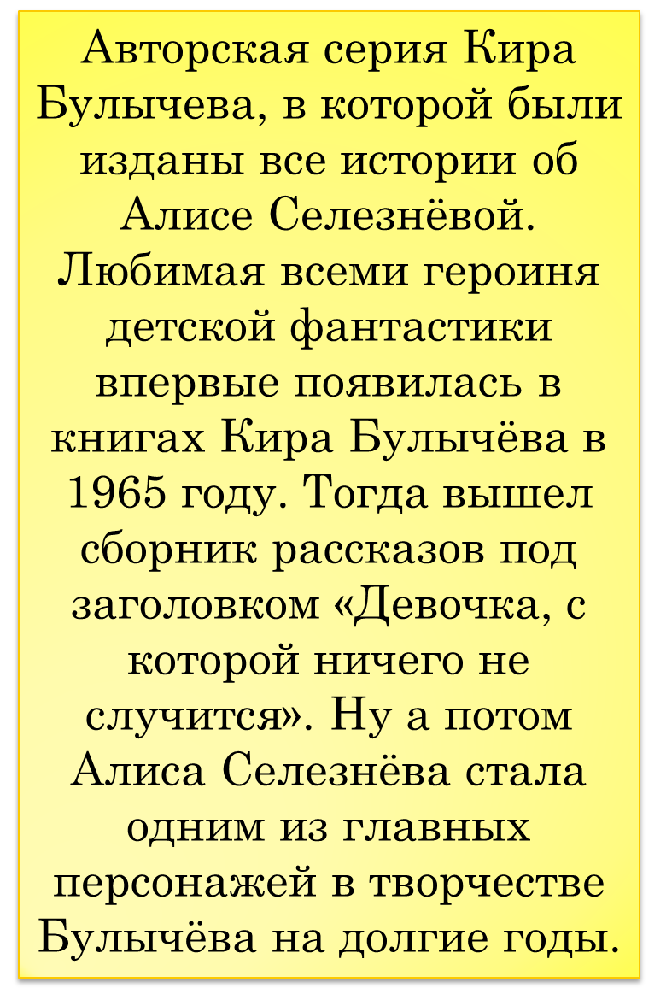 Авторская серия Кира
Булычева, в которой были
изданы все истории об
Алисе Селезнёвой.
Любимая всеми героиня
детской фантастики
впервые появилась в
книгах Кира Булычёва в
1965 году. Тогда вышел
сборник рассказов под
заголовком «Девочка, с
которой ничего не
случится». Ну а потом
Алиса Селезнёва стала
одним из главных
персонажей в творчестве
Булычёва на долгие годы.